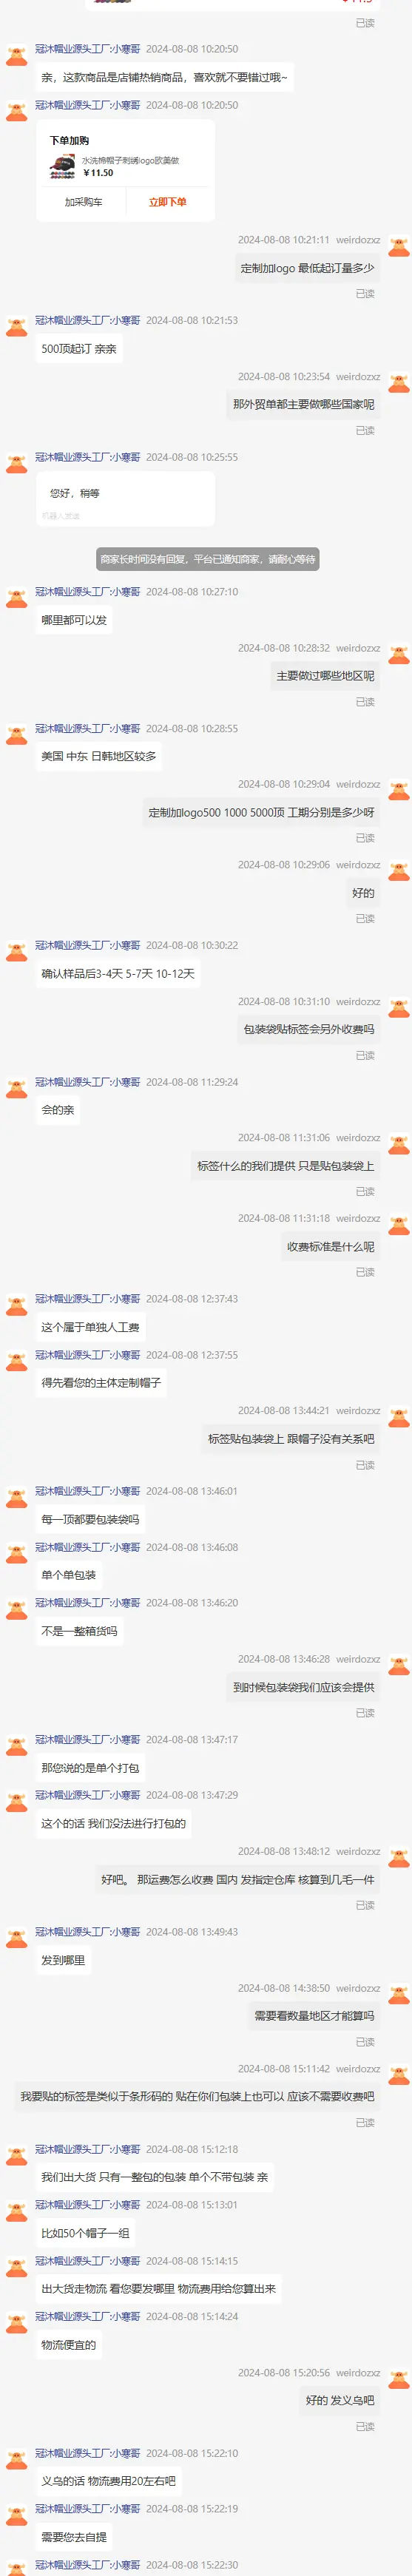 已读
冠沐帽业源头工厂:小寒哥 2024-08-08 10:20:50
亲，这款商品是店铺热销商品，喜欢就不要错过哦~
冠沐帽业源头工厂:小寒哥 2024-08-08 10:20:50
下单加购
水洗棉帽子刺绣logo欧美做
￥11.50
加采购车 立即下单
2024-08-08 10:21:11 weirdozxz
定制加logo 最低起订量多少
已读
冠沐帽业源头工厂:小寒哥 2024-08-08 10:21:53
500顶起订 亲亲
2024-08-08 10:23:54 weirdozxz
那外贸单都主要做哪些国家呢
已读
冠沐帽业源头工厂:小寒哥 2024-08-08 10:25:55
您好，稍等
机器人发送
商家长时间没有回复，平台已通知商家，请耐心等待
冠沐帽业源头工厂:小寒哥 2024-08-08 10:27:10
哪里都可以发
2024-08-08 10:28:32 weirdozxz
主要做过哪些地区呢
已读
冠沐帽业源头工厂:小寒哥 2024-08-08 10:28:55
美国 中东 日韩地区较多
2024-08-08 10:29:04 weirdozxz
定制加logo500 1000 5000顶 工期分别是多少呀
已读
2024-08-08 10:29:06 weirdozxz
好的
已读
冠沐帽业源头工厂:小寒哥 2024-08-08 10:30:22
确认样品后3-4天 5-7天 10-12天
2024-08-08 10:31:10 weirdozxz
包装袋贴标签会另外收费吗
已读
冠沐帽业源头工厂:小寒哥 2024-08-08 11:29:24
会的亲
2024-08-08 11:31:06 weirdozxz
标签什么的我们提供 只是贴包装袋上
已读
2024-08-08 11:31:18 weirdozxz
收费标准是什么呢
已读
冠沐帽业源头工厂:小寒哥 2024-08-08 12:37:43
这个属于单独人工费
冠沐帽业源头工厂:小寒哥 2024-08-08 12:37:55
得先看您的主体定制帽子
2024-08-08 13:44:21 weirdozxz
标签贴包装袋上 跟帽子没有关系吧
已读
冠沐帽业源头工厂:小寒哥 2024-08-08 13:46:01
每一顶都要包装袋吗
冠沐帽业源头工厂:小寒哥 2024-08-08 13:46:08
单个单包装
冠沐帽业源头工厂:小寒哥 2024-08-08 13:46:20
不是一整箱货吗
2024-08-08 13:46:28 weirdozxz
到时候包装袋我们应该会提供
已读
冠沐帽业源头工厂:小寒哥 2024-08-08 13:47:17
那您说的是单个打包
冠沐帽业源头工厂:小寒哥 2024-08-08 13:47:29
这个的话 我们没法进行打包的
2024-08-08 13:48:12 weirdozxz
好吧。 那运费怎么收费 国内 发指定仓库 核算到几毛一件
已读
冠沐帽业源头工厂:小寒哥 2024-08-08 13:49:43
发到哪里
2024-08-08 14:38:50 weirdozxz
需要看数量地区才能算吗
已读
2024-08-08 15:11:42 weirdozxz
我要贴的标签是类似于条形码的 贴在你们包装上也可以 应该不需要收费吧
已读
冠沐帽业源头工厂:小寒哥 2024-08-08 15:12:18
我们出大货 只有一整包的包装 单个不带包装 亲
冠沐帽业源头工厂:小寒哥 2024-08-08 15:13:01
比如50个帽子一组
冠沐帽业源头工厂:小寒哥 2024-08-08 15:14:15
出大货走物流 看您要发哪里 物流费用给您算出来
冠沐帽业源头工厂:小寒哥 2024-08-08 15:14:24
物流便宜的
2024-08-08 15:20:56 weirdozxz
好的 发义乌吧
已读
冠沐帽业源头工厂:小寒哥 2024-08-08 15:22:10
义乌的话 物流费用20左右吧
冠沐帽业源头工厂:小寒哥 2024-08-08 15:22:19
需要您去自提
冠沐帽业源头工厂:小寒哥 2024-08-08 15:22:30